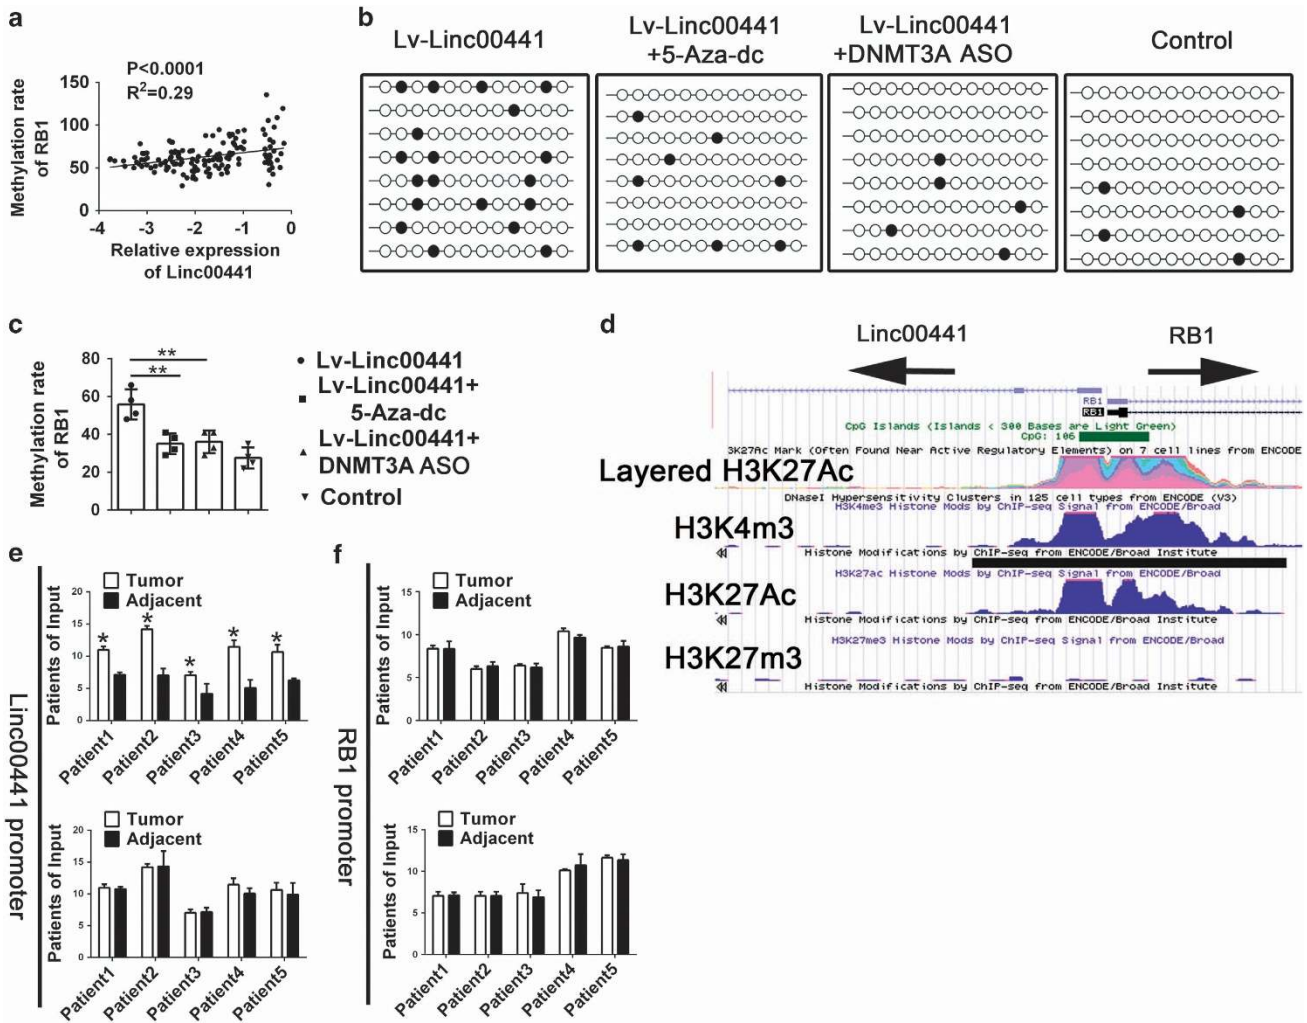 a
P<0.0001
R2=0.29
Methylation rate
of RB1
150
100
50
0
-4
-3
-2
-1
0
Relative expression
of Linc00441
b
Lv-Linc00441
Lv-Linc00441
+5-Aza-dc
Lv-Linc00441
+DNMT3A ASO
Control
c
Methylation rate
of RB1
80
60
40
20
0
**
**
Lv-Linc00441
Lv-Linc00441+
5-Aza-dc
Lv-Linc00441+
DNMT3A ASO
Control
d
Linc00441
RB1
RB1
RB1
CpG Islands (Islands < 300 Bases are Light Green)
CpG: 106
3K27Ac Mark (Often Found Near Active Regulatory Elements) on 7 cell lines from ENCODE
Layered H3K27Ac
DNaseI Hypersensitivity Clusters in 125 cell types from ENCODE (V3)
H3K4me3 Histone Mods by ChIP-seq Signal from ENCODE/Broad
H3K4m3
Histone Modifications by ChIP-seq from ENCODE/Broad Institute
H3K27ac Histone Mods by ChIP-seq Signal from ENCODE/Broad
H3K27Ac
Histone Modifications by ChIP-seq from ENCODE/Broad Institute
H3K27me3 Histone Mods by ChIP-seq Signal from ENCODE/Broad
H3K27m3
Histone Modifications by ChIP-seq from ENCODE/Broad Institute
e
Linc00441 promoter
Tumor
Adjacent
Patients of Input
20
15
10
5
0
*
*
*
*
*
Patient1
Patient2
Patient3
Patient4
Patient5
Tumor
Adjacent
Patients of Input
20
15
10
5
0
Patient1
Patient2
Patient3
Patient4
Patient5
f
RB1 promoter
Tumor
Adjacent
Patients of Input
15
10
5
0
Patient1
Patient2
Patient3
Patient4
Patient5
Tumor
Adjacent
Patients of Input
15
10
5
0
Patient1
Patient2
Patient3
Patient4
Patient5